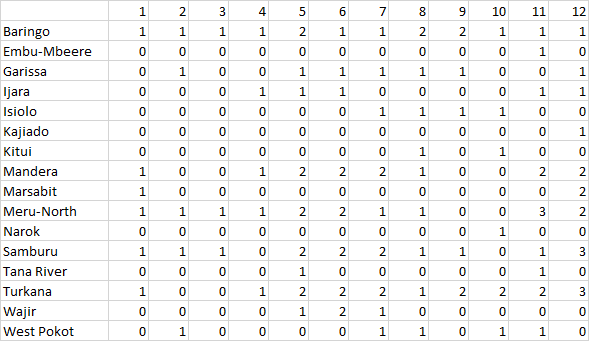 1 2 3 4 5 6 7 8 9 10 11 12
Baringo 1 1 1 1 2 1 1 2 2 1 1 1
Embu-Mbeere 0 0 0 0 0 0 0 0 0 0 1 0
Garissa 0 1 0 0 1 1 1 1 1 0 0 1
Ijara 0 0 0 1 1 1 0 0 0 0 1 1
Isiolo 0 0 0 0 0 0 1 1 1 1 0 0
Kajiado 0 0 0 0 0 0 0 0 0 0 0 1
Kitui 0 0 0 0 0 0 0 1 0 1 0 0
Mandera 1 0 0 1 2 2 2 1 0 0 2 2
Marsabit 1 0 0 0 0 0 0 0 0 0 0 2
Meru-North 1 1 1 1 2 2 1 1 0 0 3 2
Narok 0 0 0 0 0 0 0 0 0 1 0 0
Samburu 1 1 1 0 2 2 2 1 1 0 1 3
Tana River 0 0 0 0 1 0 0 0 0 0 1 0
Turkana 1 0 0 1 2 2 2 1 2 2 2 3
Wajir 0 0 0 0 1 2 1 0 0 0 0 0
West Pokot 0 1 0 0 0 0 1 1 0 1 1 0